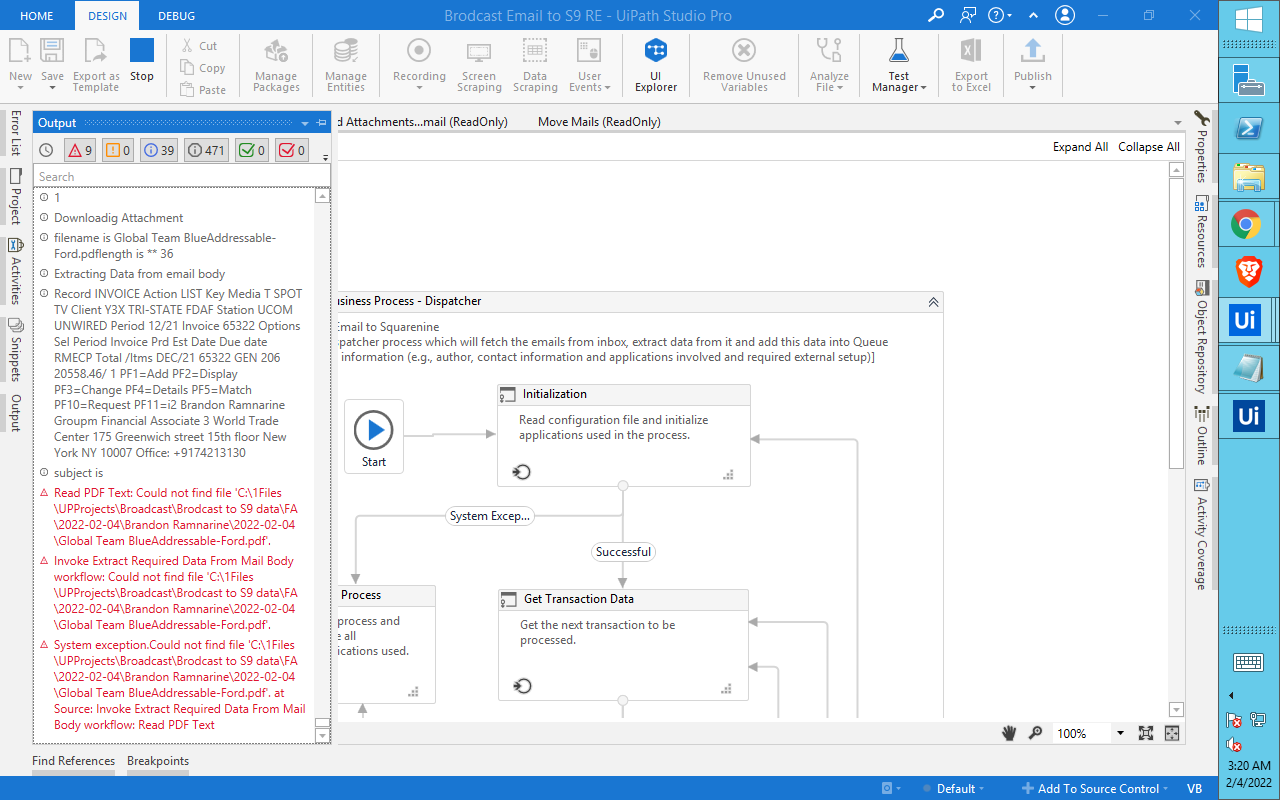 HOME
DESIGN
DEBUG
Brodcast Email to S9 RE - UiPath Studio Pro
New
Save
Export as
Template
Stop
Cut
Copy
Paste
Manage
Packages
Manage
Entities
Recording
Screen
Scraping
Data
Scraping
User
Events
UI
Explorer
Remove Unused
Variables
Analyze
File
Test
Manager
Export
to Excel
Publish
Error List
Project
Activities
Snippets
Output
Output
9
0
39
471
0
0
Search
1
Downloadig Attachment
filename is Global Team BlueAddressable-
Ford.pdflength is ** 36
Extracting Data from email body
Record INVOICE Action LIST Key Media T SPOT
TV Client Y3X TRI-STATE FDAF Station UCOM
UNWIRED Period 12/21 Invoice 65322 Options
Sel Period Invoice Prd Est Date Due date
RMECP Total /Itms DEC/21 65322 GEN 206
20558.46/ 1 PF1=Add PF2=Display
PF3=Change PF4=Details PF5=Match
PF10=Request PF11=i2 Brandon Ramnarine
Groupm Financial Associate 3 World Trade
Center 175 Greenwich street 15th floor New
York NY 10007 Office: +9174213130
subject is
Read PDF Text: Could not find file 'C:\1Files
\UPProjects\Broadcast\Brodcast to S9 data\FA
\2022-02-04\Brandon Ramnarine\2022-02-04
\Global Team BlueAddressable-Ford.pdf'.
Invoke Extract Required Data From Mail Body
workflow: Could not find file 'C:\1Files
\UPProjects\Broadcast\Brodcast to S9 data\FA
\2022-02-04\Brandon Ramnarine\2022-02-04
\Global Team BlueAddressable-Ford.pdf'.
System exception.Could not find file 'C:\1Files
\UPProjects\Broadcast\Brodcast to S9 data\FA
\2022-02-04\Brandon Ramnarine\2022-02-04
\Global Team BlueAddressable-Ford.pdf'. at
Source: Invoke Extract Required Data From Mail
Body workflow: Read PDF Text
d Attachments...mail (ReadOnly)
Move Mails (ReadOnly)
Expand All
Collapse All
usiness Process - Dispatcher
Email to Squarenine
patcher process which will fetch the emails from inbox, extract data from it and add this data into Queue
information (e.g., author, contact information and applications involved and required external setup)]
Start
Initialization
Read configuration file and initialize
applications used in the process.
System Excep...
Successful
Process
process and
e all
ications used.
Get Transaction Data
Get the next transaction to be
processed.
100%
Properties
Resources
Object Repository
Outline
Activity Coverage
Find References
Breakpoints
Default
Add To Source Control
VB
Ui
Ui
3:20 AM
2/4/2022